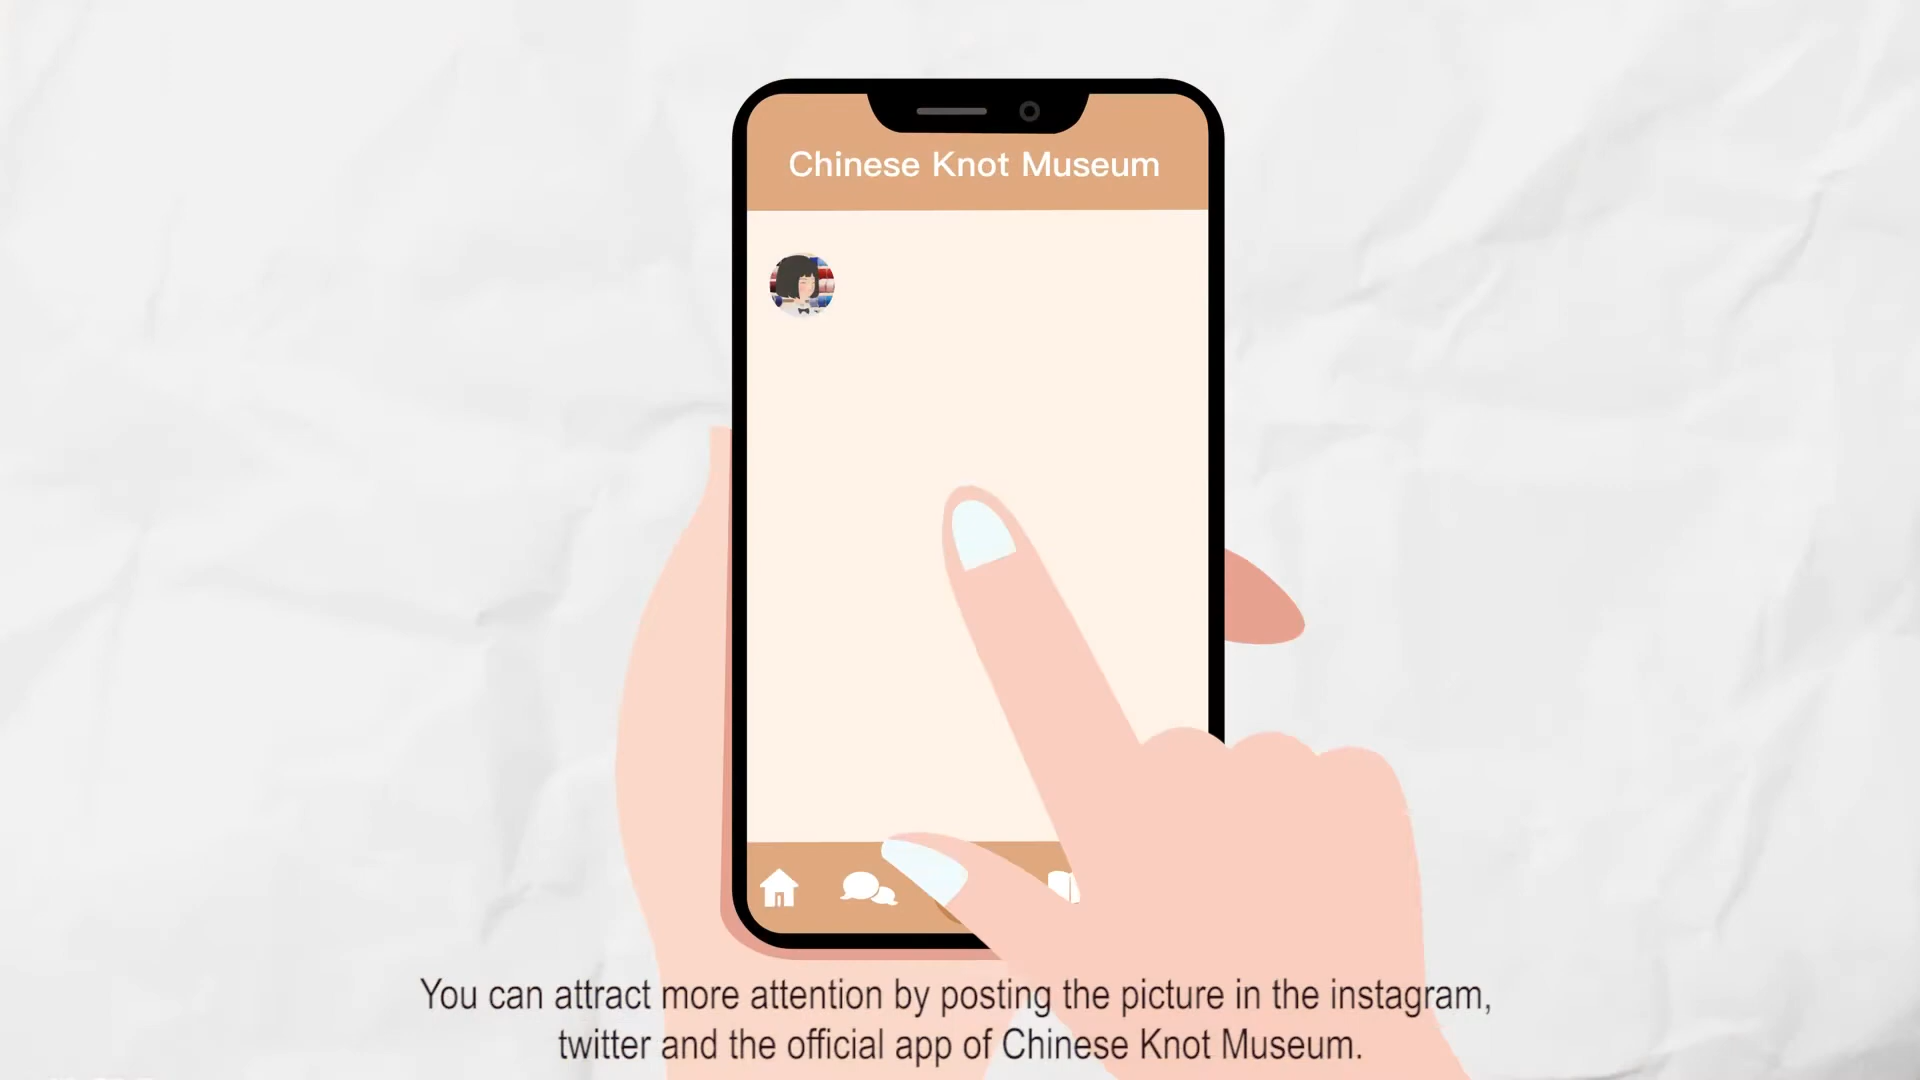 Chinese Knot Museum
You can attract more attention by posting the picture in the instagram,
twitter and the official app of Chinese Knot Museum.